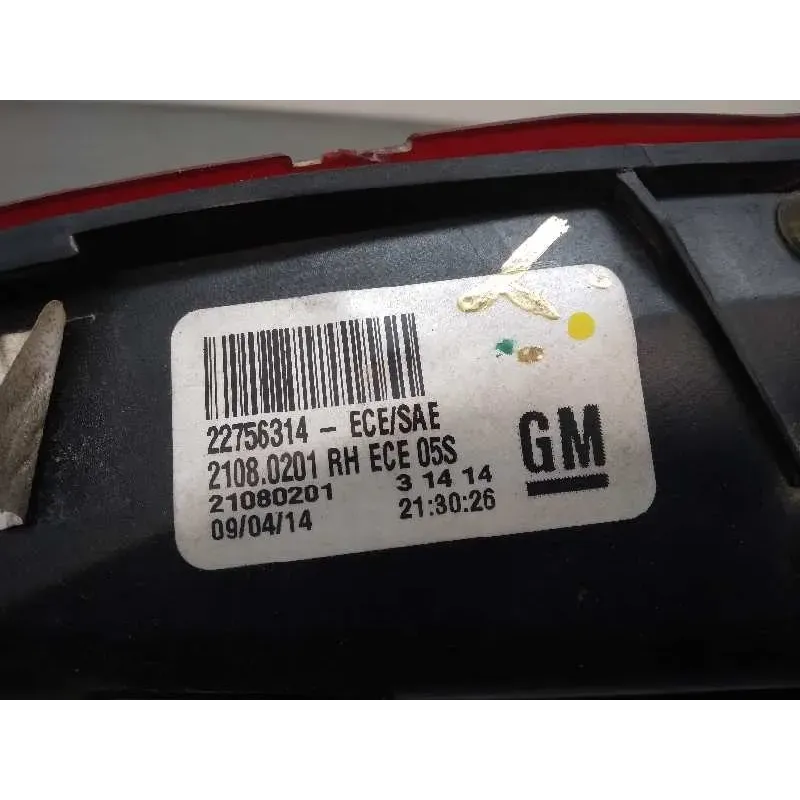 22756314 - ECE/SAE
2108.0201 RH ECE 05S
21080201 3 14 14
09/04/14 21:30:26
GM